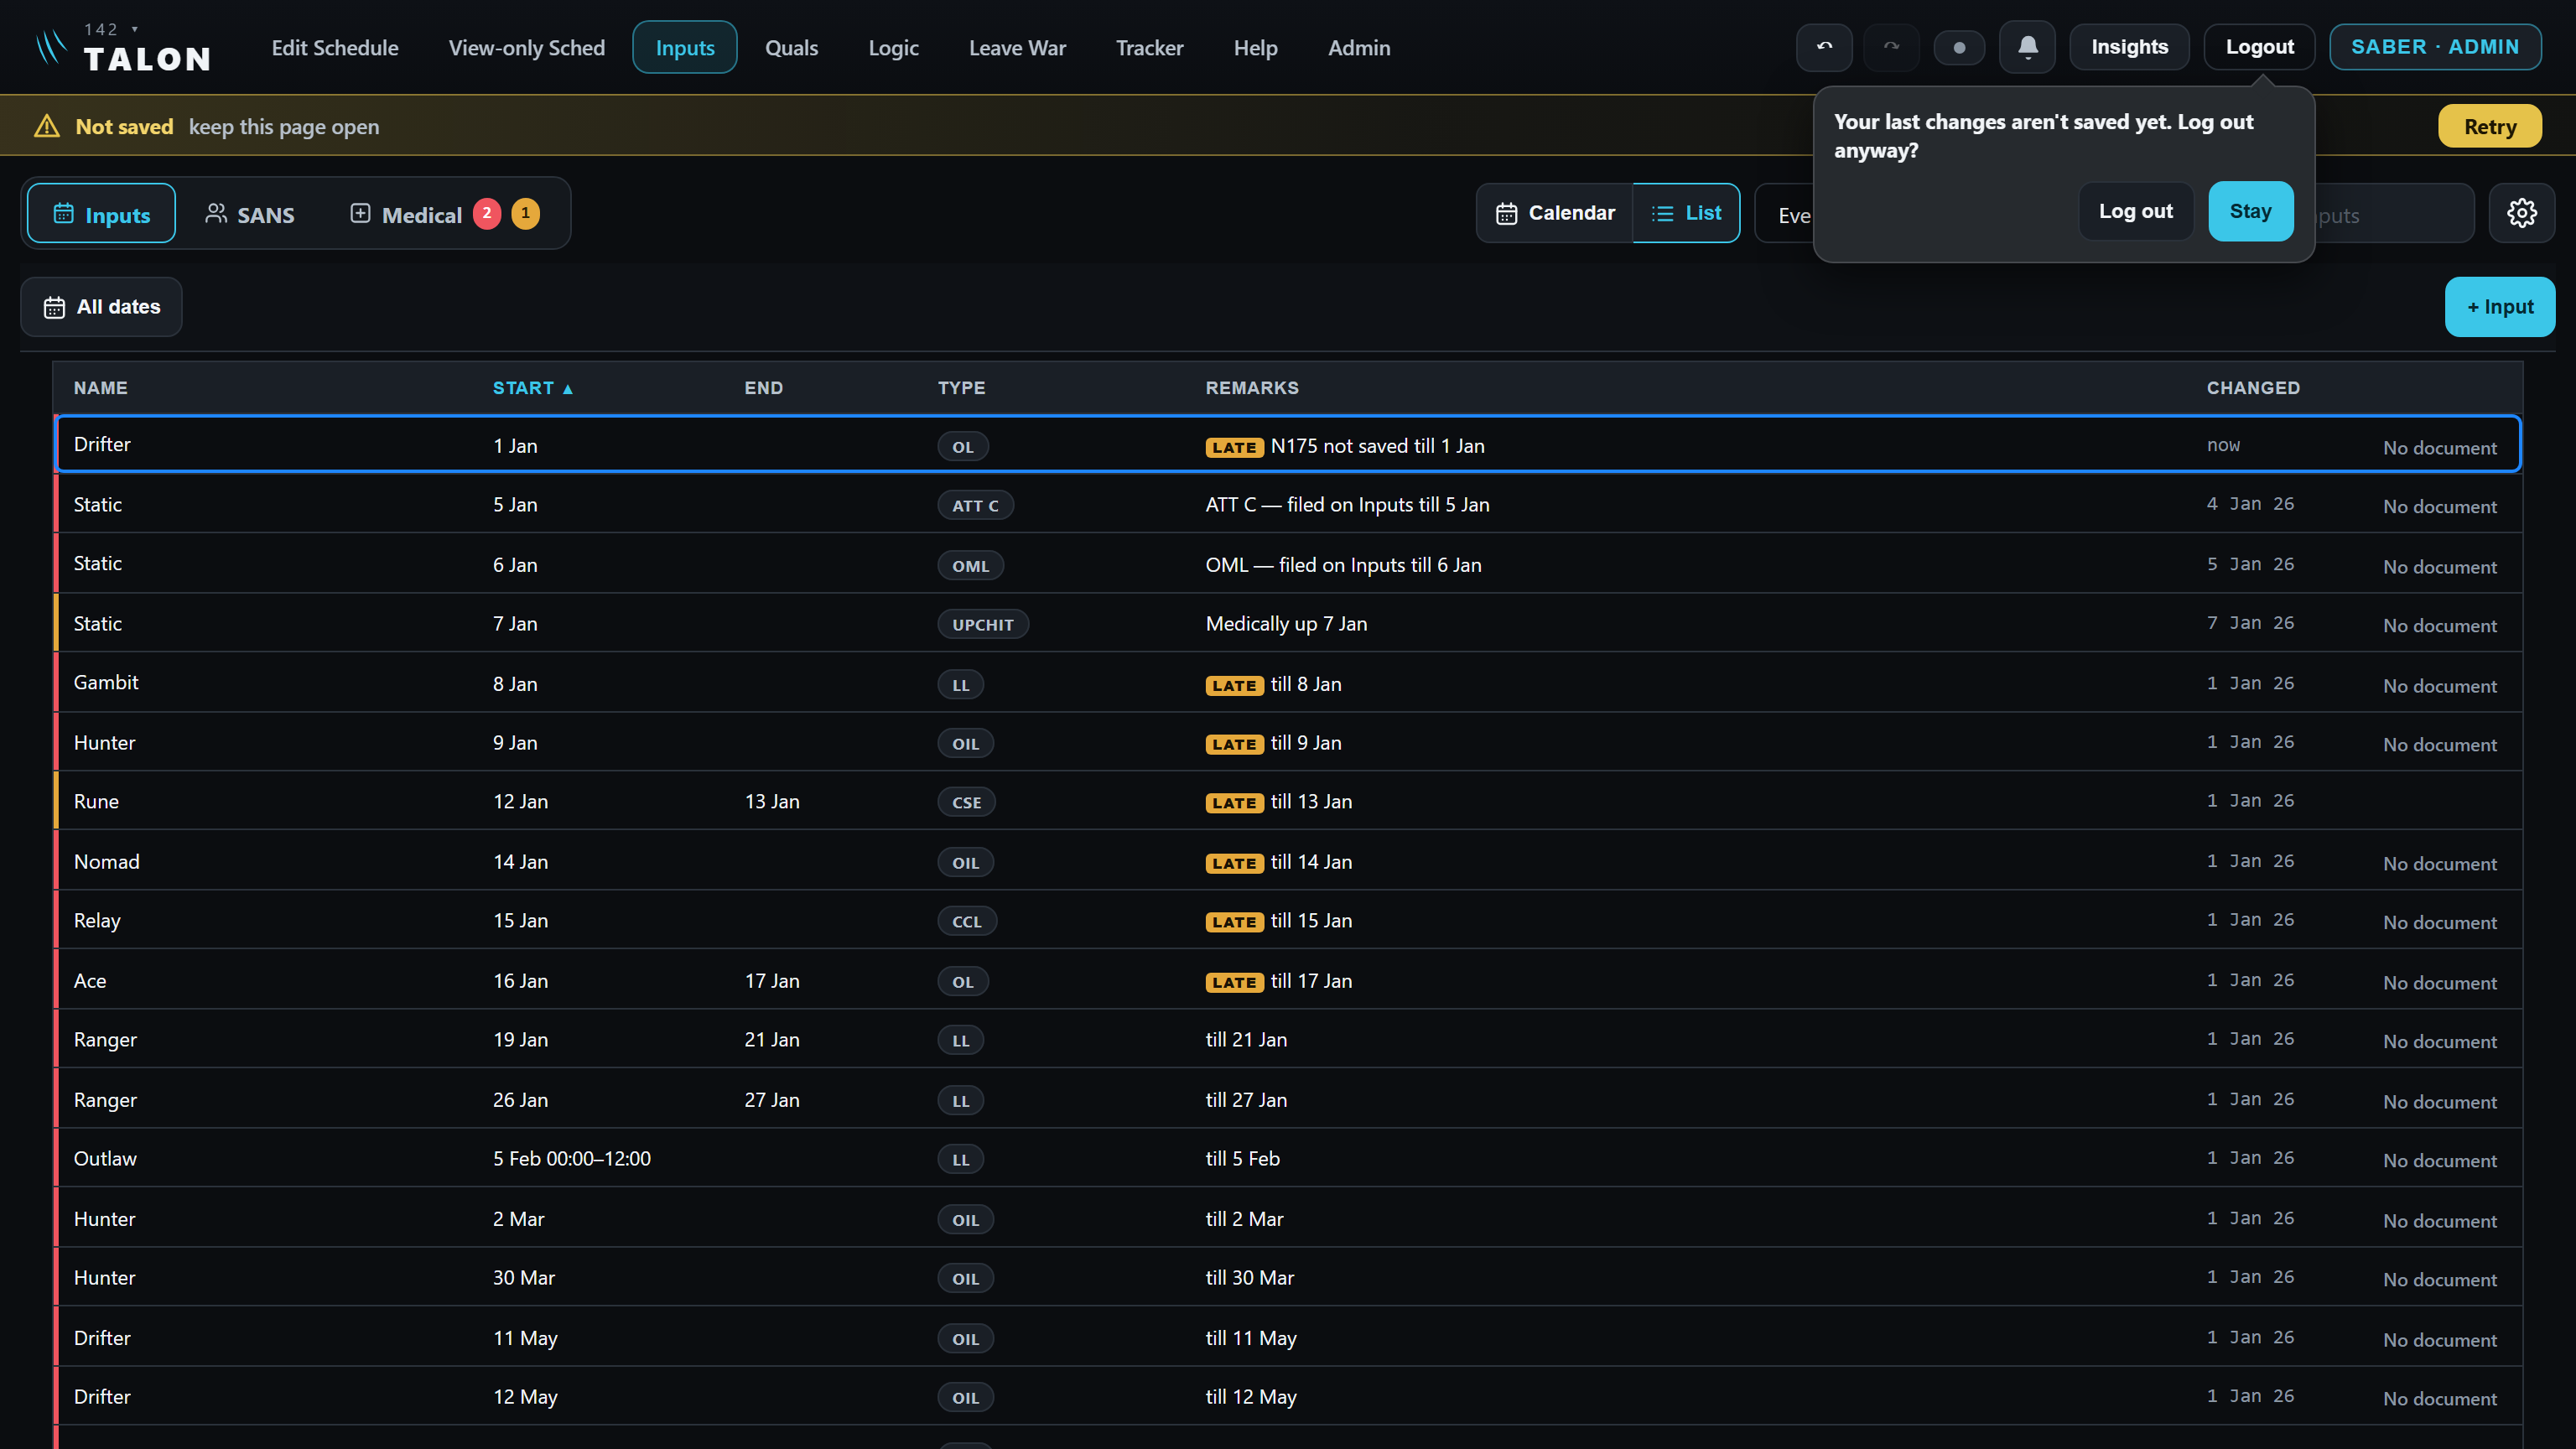 142 ▾
TALON
Edit Schedule
View-only Sched
Inputs
Quals
Logic
Leave War
Tracker
Help
Admin
Insights
Logout
SABER · ADMIN
Not saved keep this page open
Retry
Your last changes aren't saved yet. Log out
anyway?
Log out
Stay
Inputs
SANS
Medical 2 1
Calendar
List
All dates
+ Input
NAME START ▲ END TYPE REMARKS CHANGED
Drifter 1 Jan OL LATE N175 not saved till 1 Jan now No document
Static 5 Jan ATT C ATT C — filed on Inputs till 5 Jan 4 Jan 26 No document
Static 6 Jan OML OML — filed on Inputs till 6 Jan 5 Jan 26 No document
Static 7 Jan UPCHIT Medically up 7 Jan 7 Jan 26 No document
Gambit 8 Jan LL LATE till 8 Jan 1 Jan 26 No document
Hunter 9 Jan OIL LATE till 9 Jan 1 Jan 26 No document
Rune 12 Jan 13 Jan CSE LATE till 13 Jan 1 Jan 26
Nomad 14 Jan OIL LATE till 14 Jan 1 Jan 26 No document
Relay 15 Jan CCL LATE till 15 Jan 1 Jan 26 No document
Ace 16 Jan 17 Jan OL LATE till 17 Jan 1 Jan 26 No document
Ranger 19 Jan 21 Jan LL till 21 Jan 1 Jan 26 No document
Ranger 26 Jan 27 Jan LL till 27 Jan 1 Jan 26 No document
Outlaw 5 Feb 00:00–12:00 LL till 5 Feb 1 Jan 26 No document
Hunter 2 Mar OIL till 2 Mar 1 Jan 26 No document
Hunter 30 Mar OIL till 30 Mar 1 Jan 26 No document
Drifter 11 May OIL till 11 May 1 Jan 26 No document
Drifter 12 May OIL till 12 May 1 Jan 26 No document